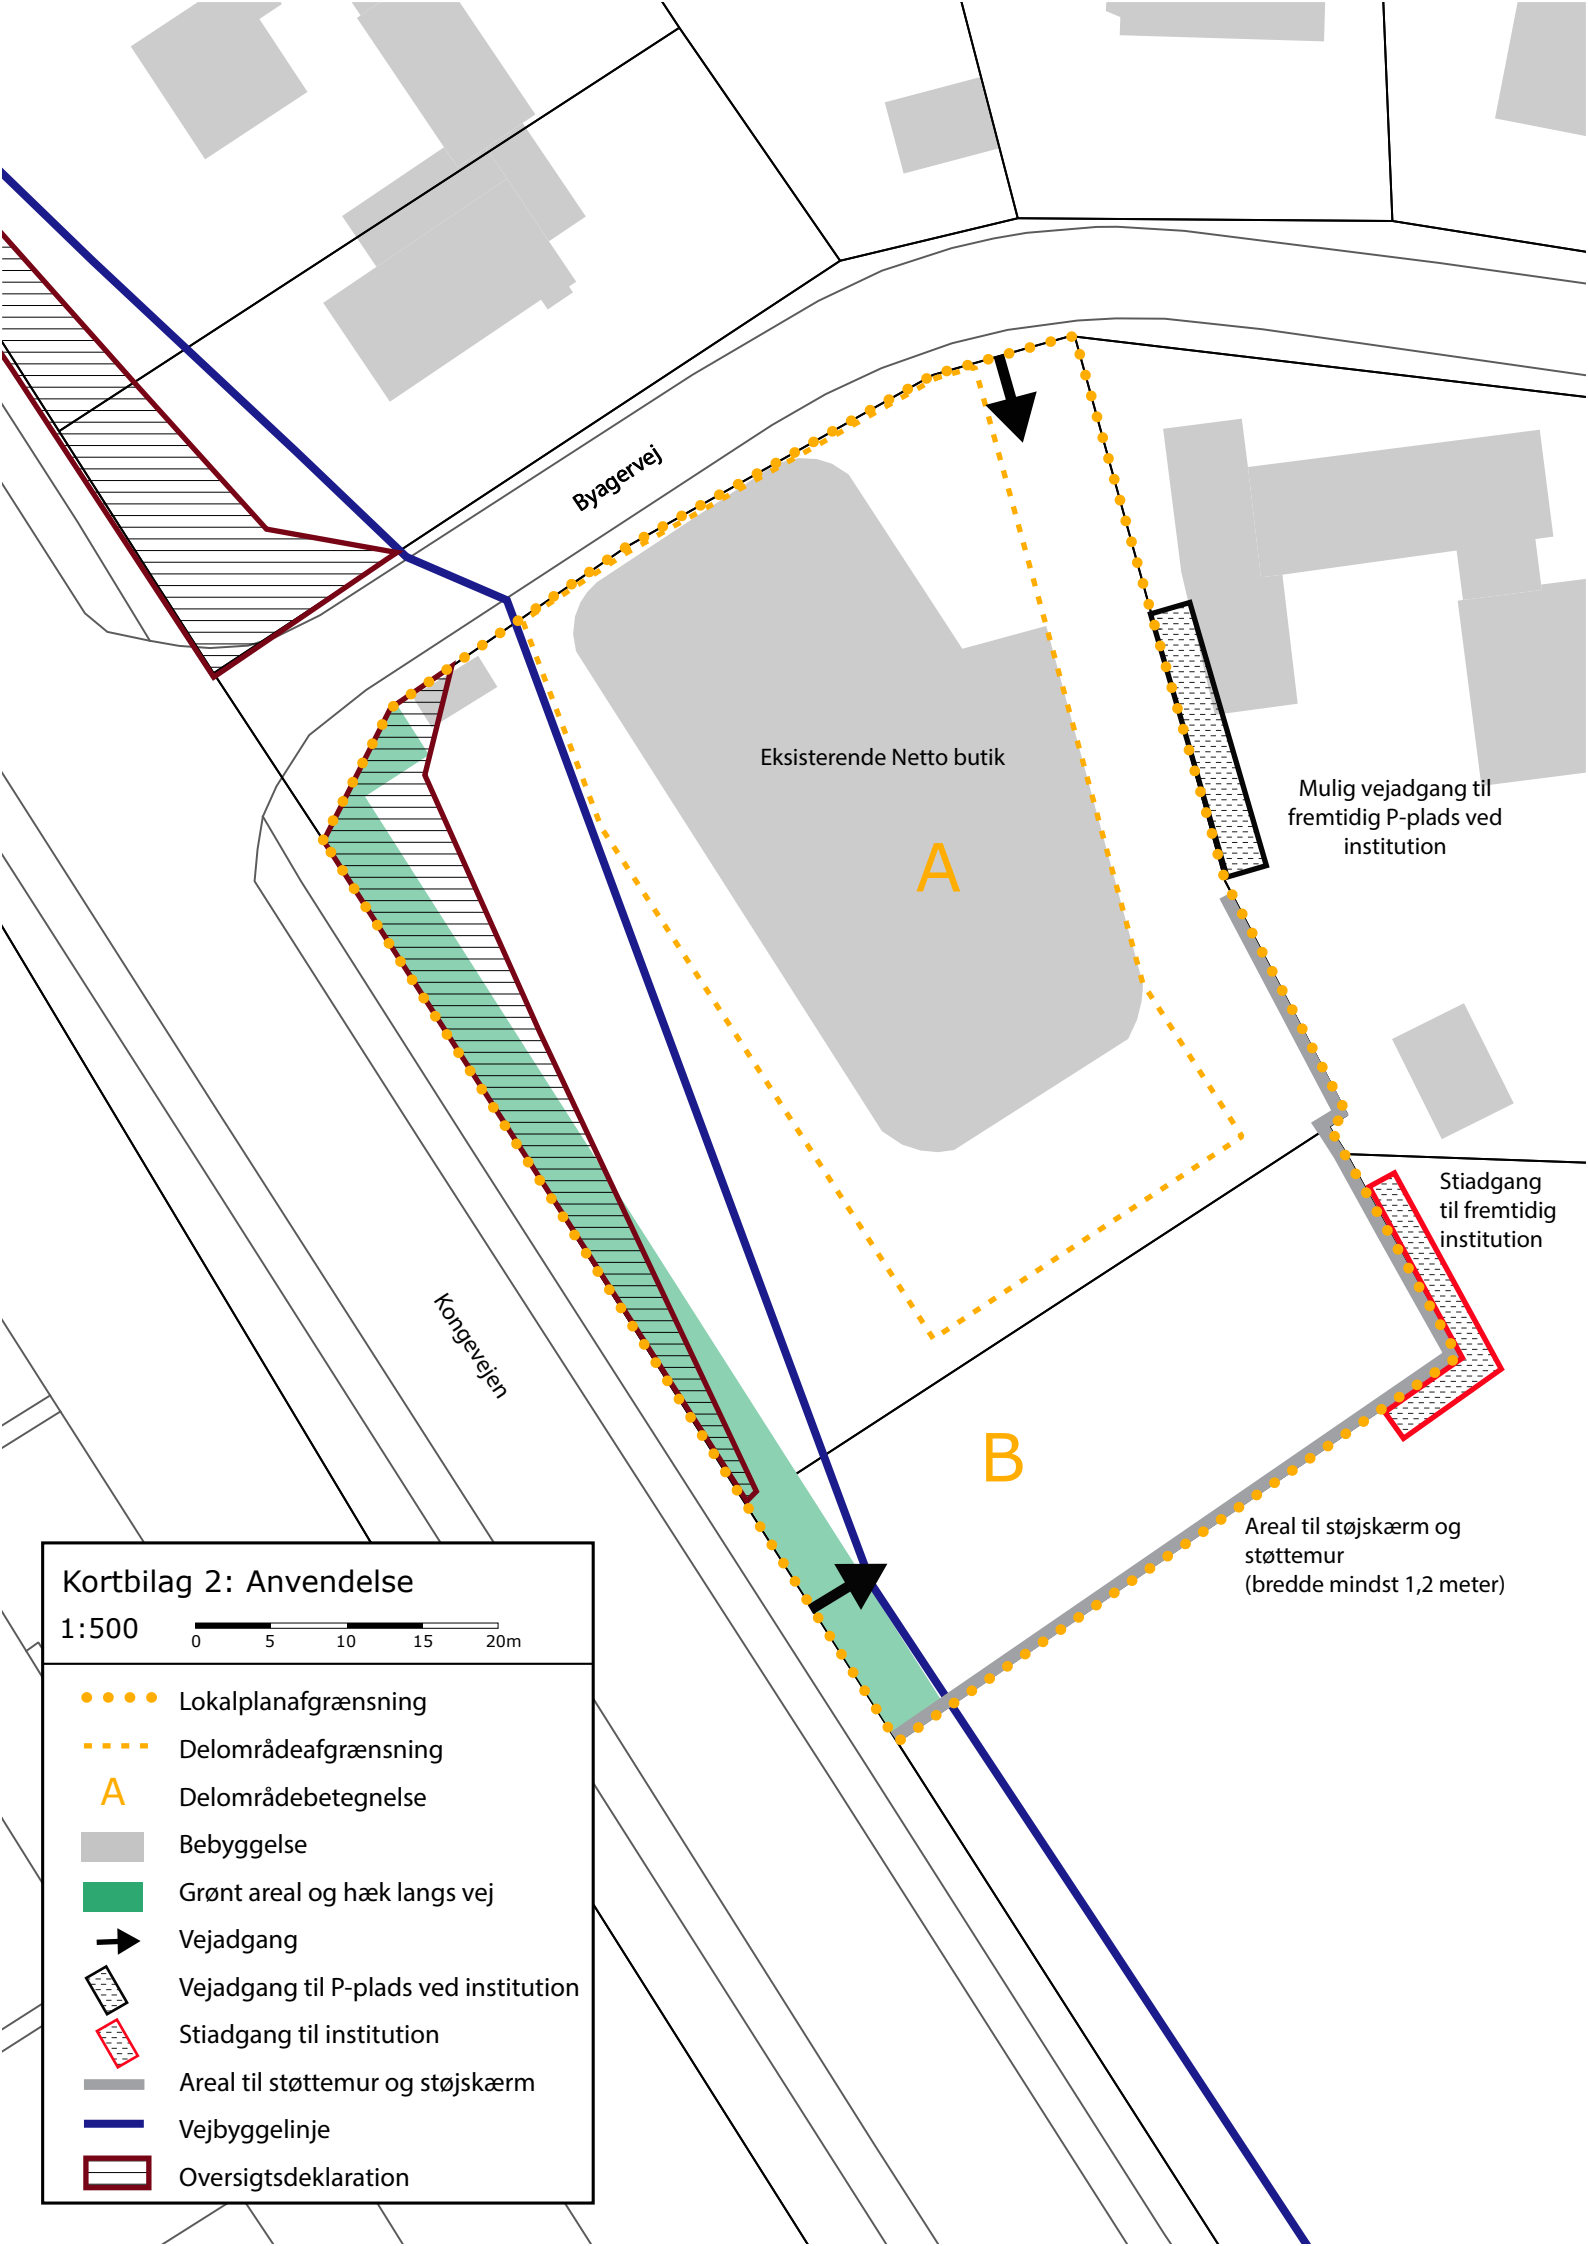 Byagervej
Eksisterende Netto butik
A
Mulig vejadgang til
fremtidig P-plads ved
institution
Stiadgang
til fremtidig
institution
Kongevejen
B
Areal til støjskærm og
støttemur
(bredde mindst 1,2 meter)
Kortbilag 2: Anvendelse
1:500
0 5 10 15 20m
Lokalplanafgrænsning
Delområdeafgrænsning
A Delområdebetegnelse
Bebyggelse
Grønt areal og hæk langs vej
Vejadgang
Vejadgang til P-plads ved institution
Stiadgang til institution
Areal til støttemur og støjskærm
Vejbyggelinje
Oversigtsdeklaration